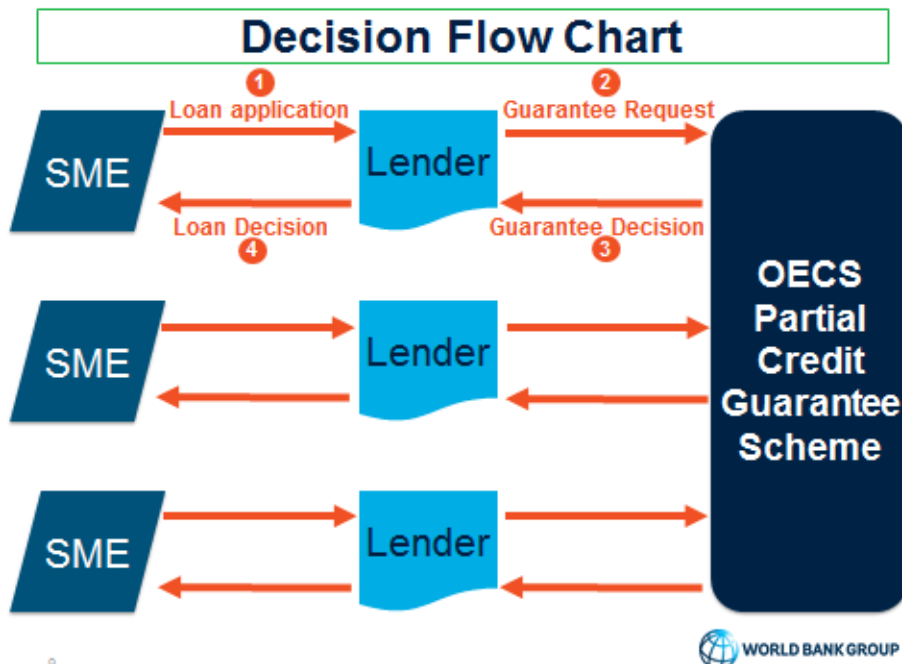 Decision Flow Chart
1
2
Loan application
Guarantee Request
SME
Lender
Loan Decision
Guarantee Decision
4
3
OECS
Partial
Credit
Guarantee
Scheme
SME
Lender
SME
Lender
WORLD BANK GROUP